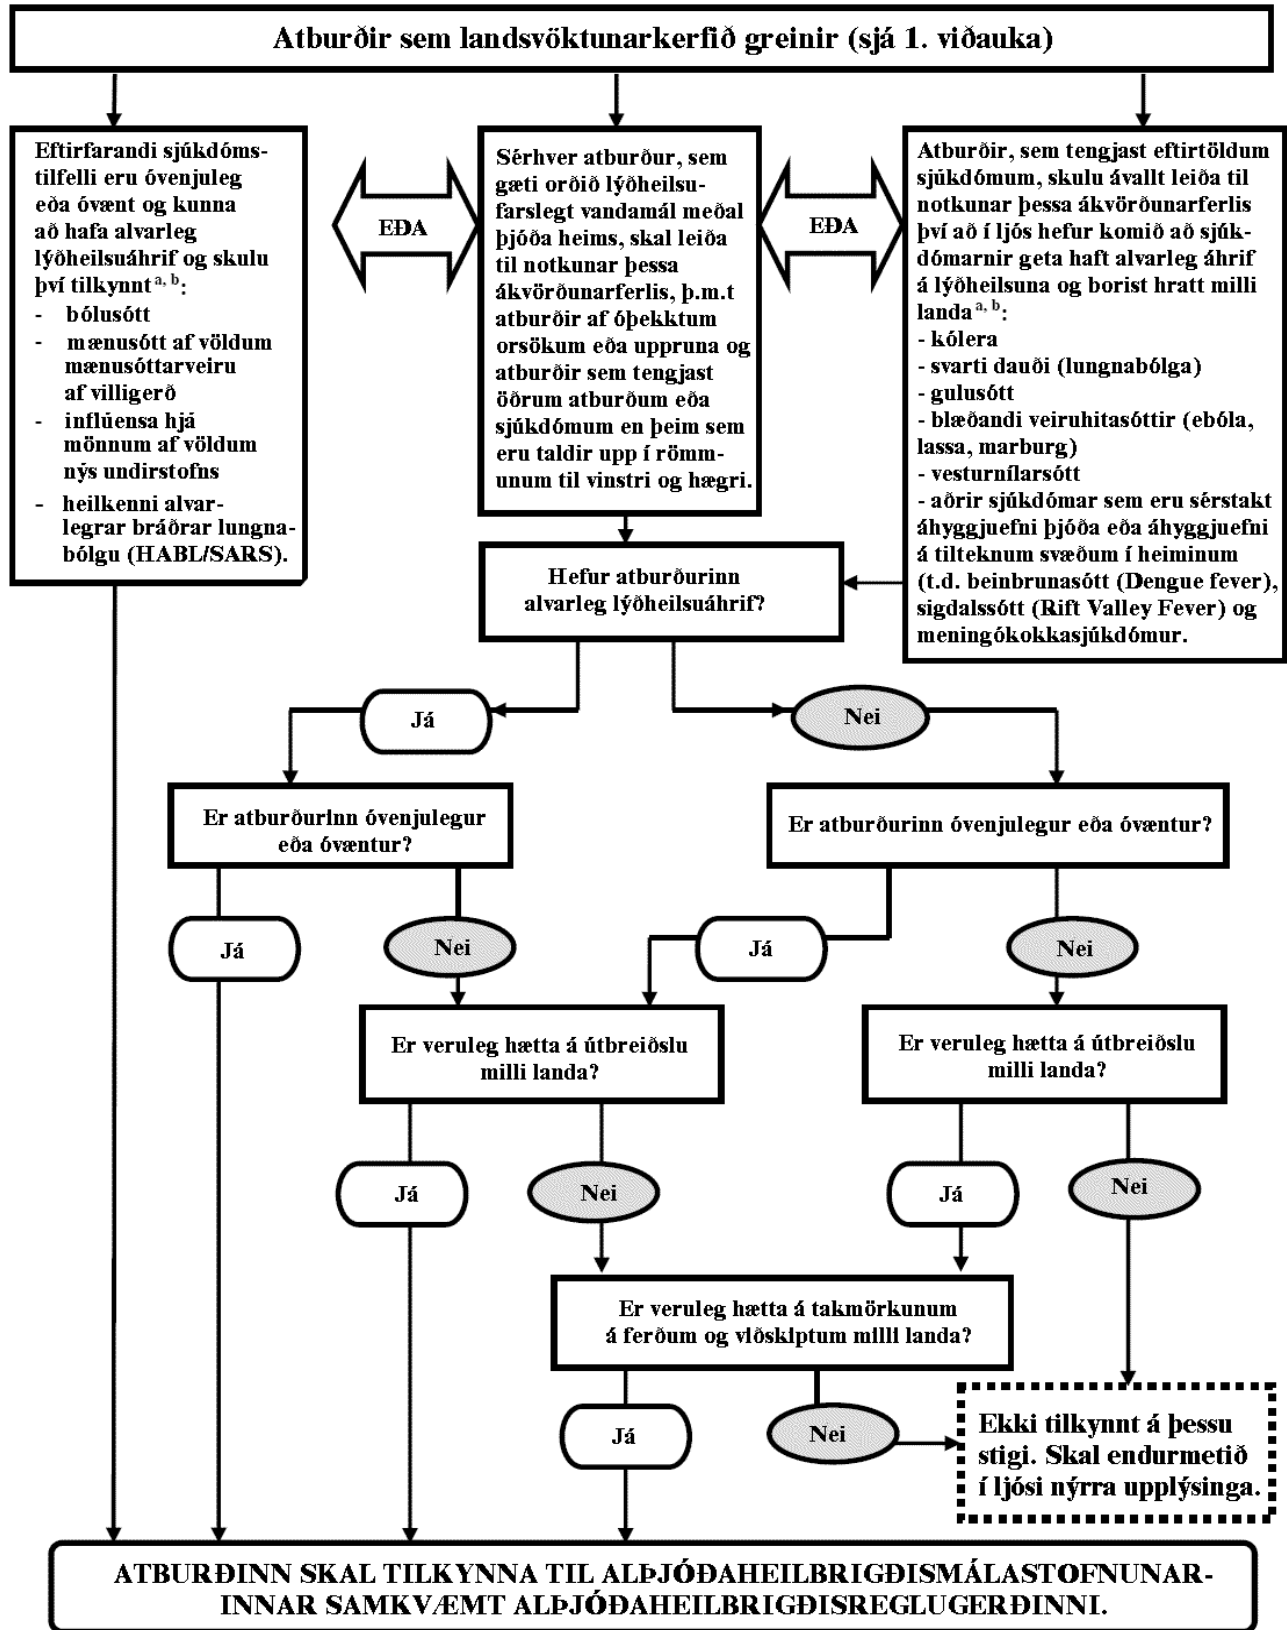 Atburðir sem landsvöktunarkerfið greinir (sjá 1. viðauka)
Eftirfarandi sjúkdóms-
tilfelli eru óvenjuleg
eða óvænt og kunna
að hafa alvarleg
lýðheilsuáhrif og skulu
því tilkynnt a, b:
- bólusótt
- mænusótt af völdum
mænusóttarveiru
af villigerð
- inflúensa hjá
mönnum af völdum
nýs undirstofns
- heilkenni alvar-
legrar bráðrar lungna-
bólgu (HABL/SARS).
EÐA
Sérhver atburður, sem
gæti orðið lýðheilsu-
farslegt vandamál meðal
þjóða heims, skal leiða
til notkunar þessa
ákvörðunarferlis, þ.m.t
atburðir af óþekktum
orsökum eða uppruna og
atburðir sem tengjast
öðrum atburðum eða
sjúkdómum en þeim sem
eru taldir upp í römm-
unum til vinstri og hægri.
EÐA
Atburðir, sem tengjast eftirtöldum
sjúkdómum, skulu ávallt leiða til
notkunar þessa ákvörðunarferlis
því að í ljós hefur komið að sjúk-
dómarnir geta haft alvarleg áhrif
á lýðheilsuna og borist hratt milli
landa a, b:
- kólera
- svarti dauði (lungnabólga)
- gulusótt
- blæðandi veiruhitasóttir (ebóla,
lassa, marburg)
- vesturnílarsótt
- aðrir sjúkdómar sem eru sérstakt
áhyggjuefni þjóða eða áhyggjuefni
á tilteknum svæðum í heiminum
(t.d. beinbrunasótt (Dengue fever),
sigdalssótt (Rift Valley Fever) og
meningókokkasjúkdómur.
Hefur atburðurinn
alvarleg lýðheilsuáhrif?
Já
Nei
Er atburðurinn óvenjulegur
eða óvæntur?
Er atburðurinn óvenjulegur eða óvæntur?
Já
Nei
Já
Nei
Er veruleg hætta á útbreiðslu
milli landa?
Er veruleg hætta á útbreiðslu
milli landa?
Já
Nei
Já
Nei
Er veruleg hætta á takmörkunum
á ferðum og viðskiptum milli landa?
Já
Nei
Ekki tilkynnt á þessu
stigi. Skal endurmetið
í ljósi nýrra upplýsinga.
ATBURÐINN SKAL TILKYNNA TIL ALÞJÓÐAHEILBRIGÐISMÁLASTOFNUNAR-
INNAR SAMKVÆMT ALÞJÓÐAHEILBRIGÐISREGLUGERÐINNI.